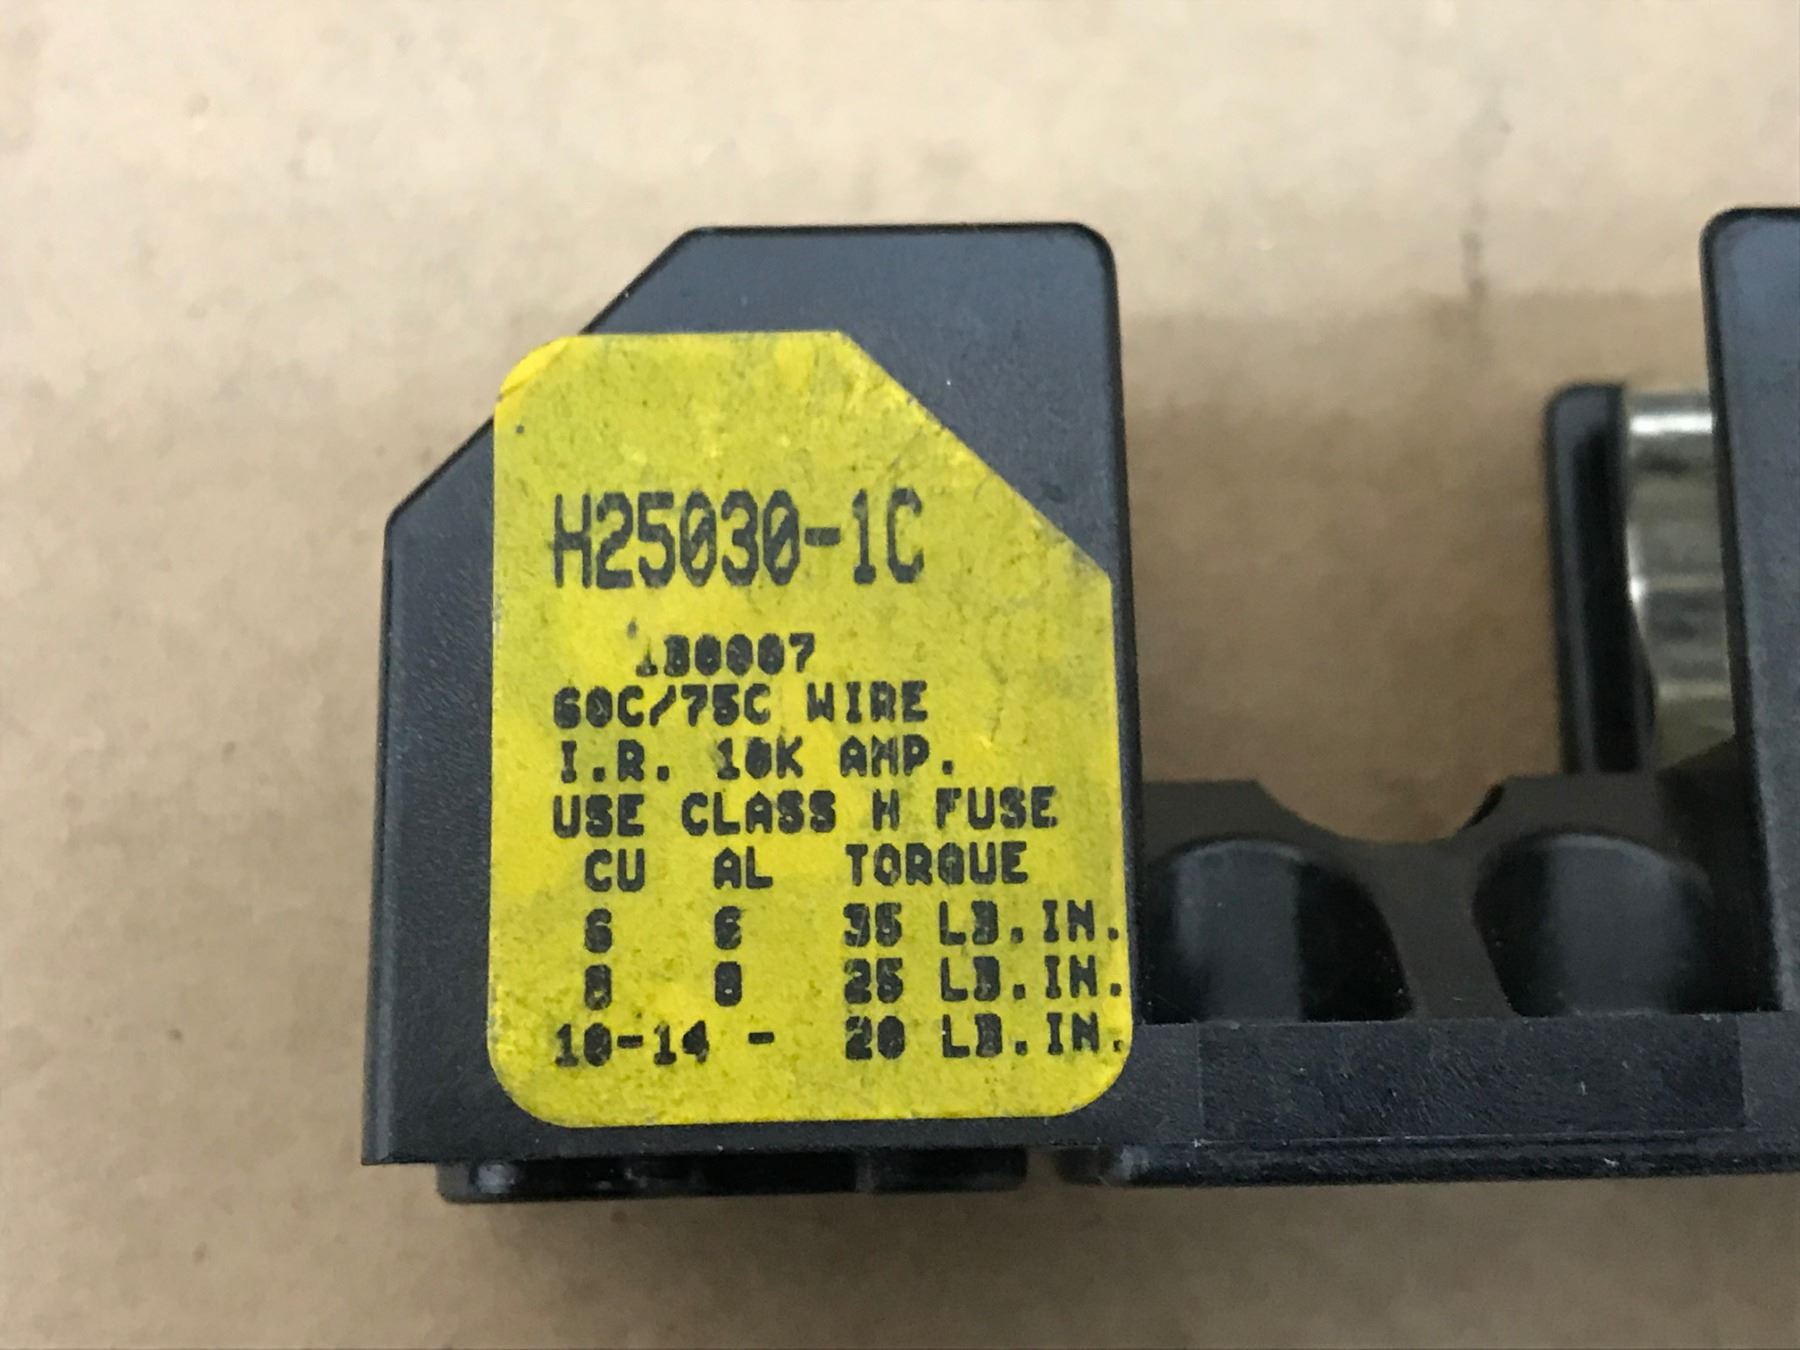 H25030-1C
1B0007
60C/75C WIRE
I.R. 10K AMP.
USE CLASS H FUSE
CU AL TORQUE
6 6 35 LB.IN.
8 8 25 LB.IN.
10-14 - 20 LB.IN.